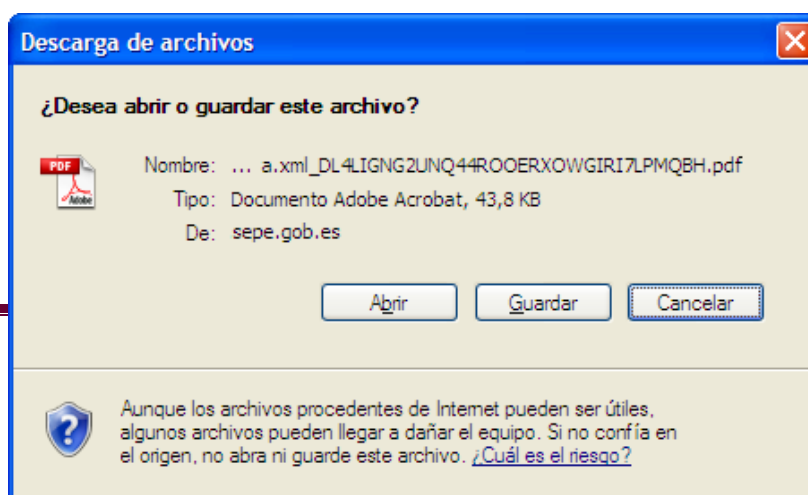 Descarga de archivos
¿Desea abrir o guardar este archivo?
PDF
Adobe
Nombre: ... a.xml_DL4LIGNG2UNQ44ROOERXOWGIRI7LPMQBH.pdf
Tipo: Documento Adobe Acrobat, 43,8 KB
De: sepe.gob.es
Abrir Guardar Cancelar
Aunque los archivos procedentes de Internet pueden ser útiles,
algunos archivos pueden llegar a dañar el equipo. Si no confía en
el origen, no abra ni guarde este archivo. ¿Cuál es el riesgo?